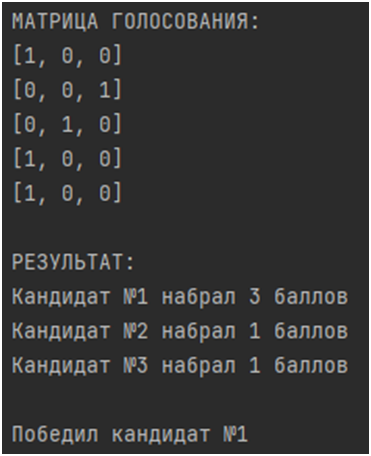 МАТРИЦА ГОЛОСОВАНИЯ:
[1, 0, 0]
[0, 0, 1]
[0, 1, 0]
[1, 0, 0]
[1, 0, 0]
РЕЗУЛЬТАТ:
Кандидат №1 набрал 3 баллов
Кандидат №2 набрал 1 баллов
Кандидат №3 набрал 1 баллов
Победил кандидат №1